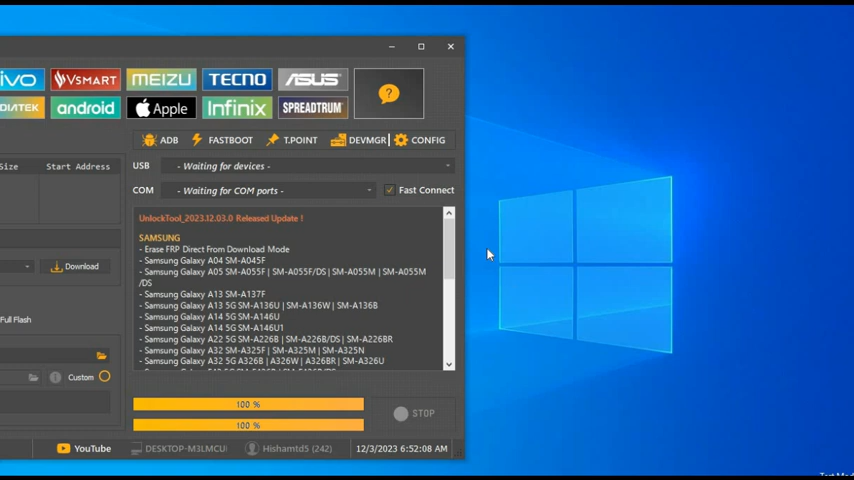 VIVO VSMART MEIZU TECNO ASUS
android Apple Infinix SPREADTRUM
ADB FASTBOOT T.POINT DEVMGR CONFIG
Size Start Address
USB - Waiting for devices -
COM - Waiting for COM ports - Fast Connect
UnlockTool_2023.12.03.0 Released Update !
SAMSUNG
- Erase FRP Direct From Download Mode
- Samsung Galaxy A04 SM-A045F
- Samsung Galaxy A05 SM-A055F | SM-A055F/DS | SM-A055M | SM-A055M
/DS
- Samsung Galaxy A13 SM-A137F
- Samsung Galaxy A13 5G SM-A136U | SM-A136W | SM-A136B
- Samsung Galaxy A14 5G SM-A146U
- Samsung Galaxy A14 5G SM-A146U1
- Samsung Galaxy A22 5G SM-A226B | SM-A226B/DS | SM-A226BR
- Samsung Galaxy A32 SM-A325F | SM-A325M | SM-A325N
- Samsung Galaxy A32 5G A326B | A326W | A326BR | SM-A326U
Download
Full Flash
Custom
100 %
100 %
STOP
YouTube DESKTOP-M3LMCU Hishamtd5 (242) 12/3/2023 6:52:08 AM